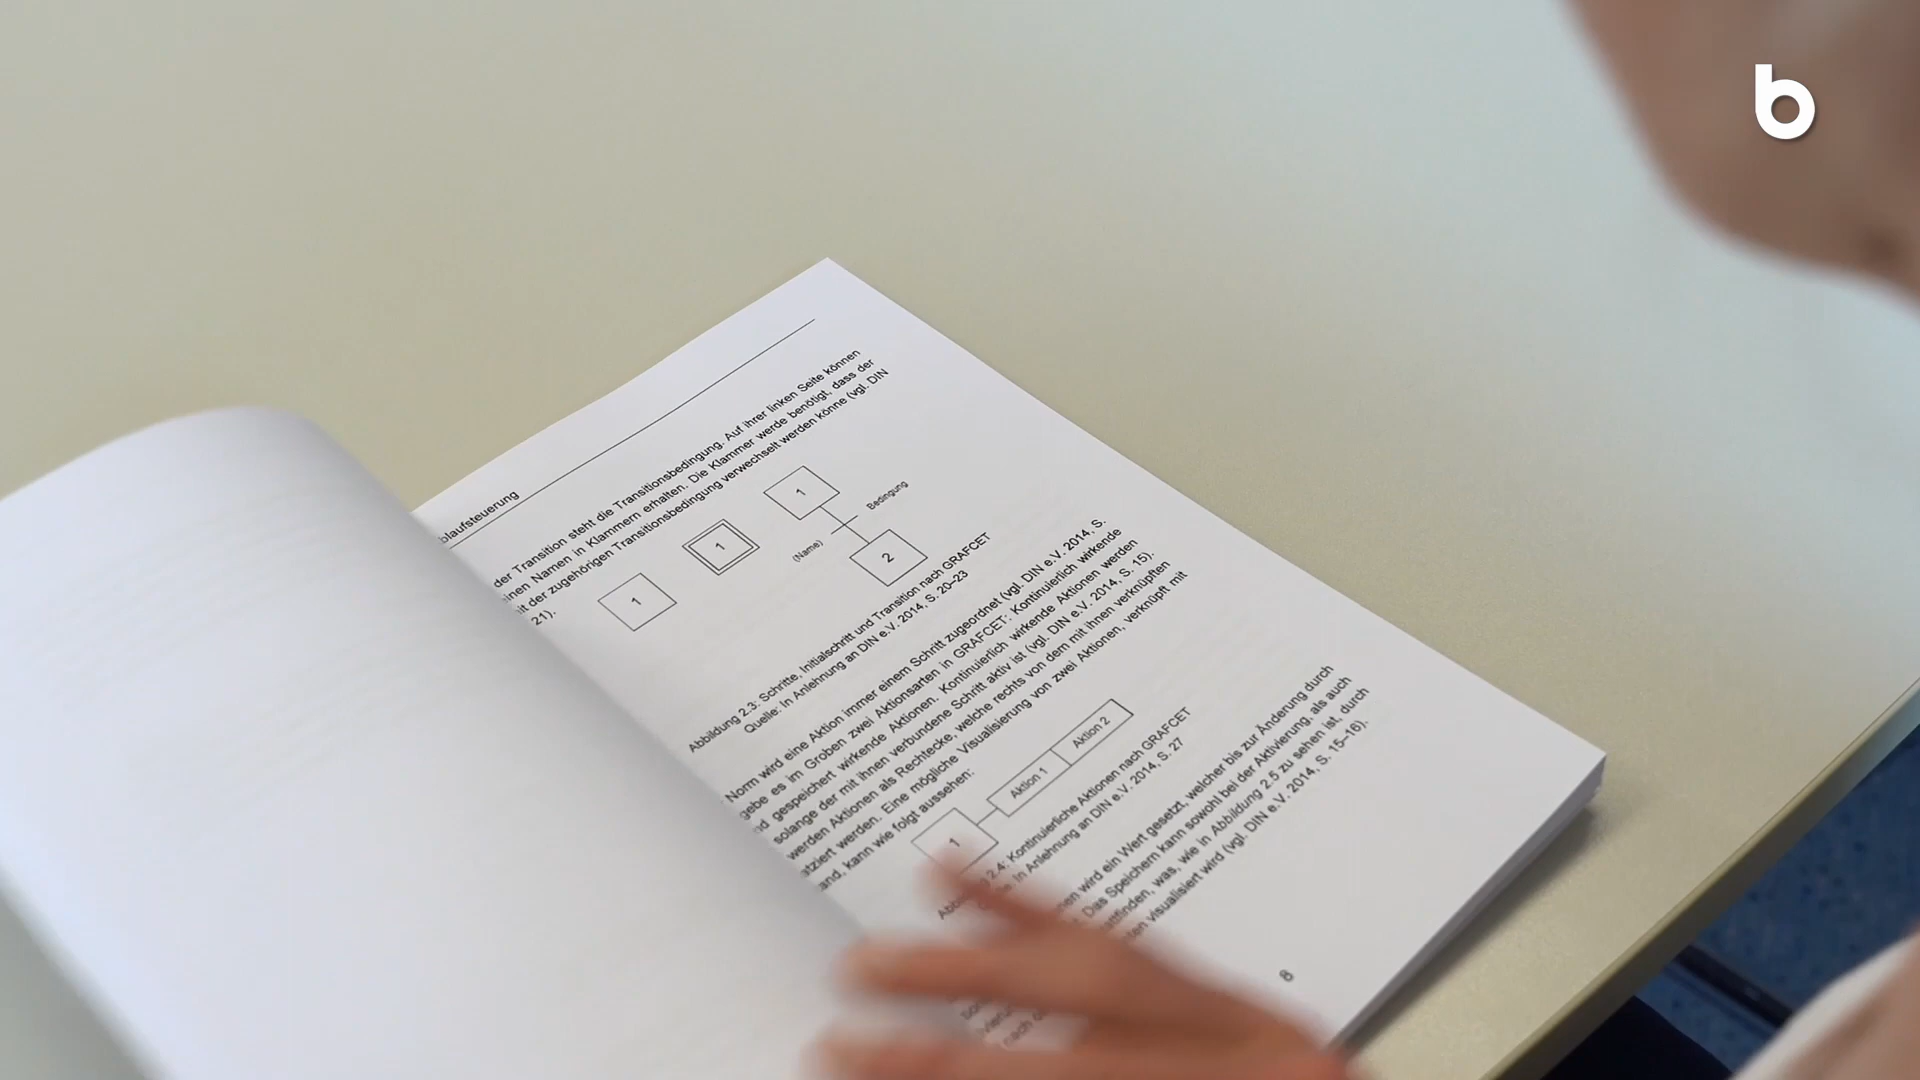 blaufsteuerung
der Transition steht die Transitionsbedingung. Auf ihrer linken Seite können
inen Namen in Klammern erhalten. Die Klammer werde benötigt, dass der
it der zugehörigen Transitionsbedingung verwechselt werden könne (vgl. DIN
21).
1
1
1
(Name)
Bedingung
2
Abbildung 2.3: Schritte, Initialschritt und Transition nach GRAFCET
Quelle: In Anlehnung an DIN e.V. 2014, S. 20–23
Norm wird eine Aktion immer einem Schritt zugeordnet (vgl. DIN e.V. 2014, S.
gebe es im Groben zwei Aktionsarten in GRAFCET: Kontinuierlich wirkende
nd gespeichert wirkende Aktionen. Kontinuierlich wirkende Aktionen werden
solange der mit ihnen verbundene Schritt aktiv ist (vgl. DIN e.V. 2014, S. 15).
werden Aktionen als Rechtecke, welche rechts von dem mit ihnen verknüpften
atziert werden. Eine mögliche Visualisierung von zwei Aktionen, verknüpft mit
and, kann wie folgt aussehen:
1
Aktion 1
Aktion 2
2.4: Kontinuierliche Aktionen nach GRAFCET
In Anlehnung an DIN e.V. 2014, S. 27
nen wird ein Wert gesetzt, welcher bis zur Änderung durch
Das Speichern kann sowohl bei der Aktivierung, als auch
attfinden, was, wie in Abbildung 2.5 zu sehen ist, durch
ten visualisiert wird (vgl. DIN e.V. 2014, S. 15–16).
8
b